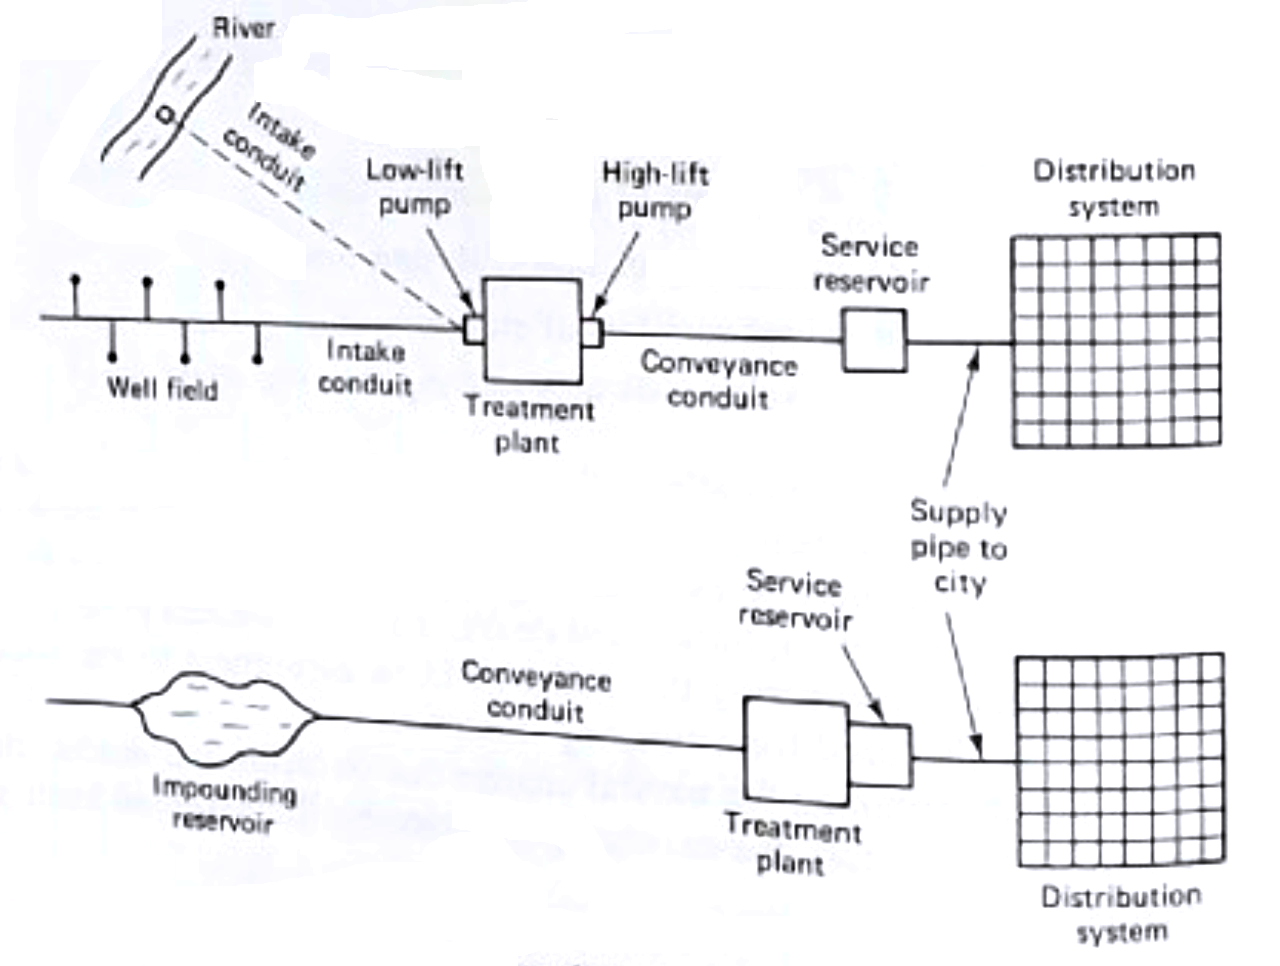 River
Intake
conduit
Low-lift
pump
High-lift
pump
Distribution
system
Service
reservoir
Well field
Intake
conduit
Treatment
plant
Conveyance
conduit
Supply
pipe to
city
Service
reservoir
Conveyance
conduit
Impounding
reservoir
Treatment
plant
Distribution
system